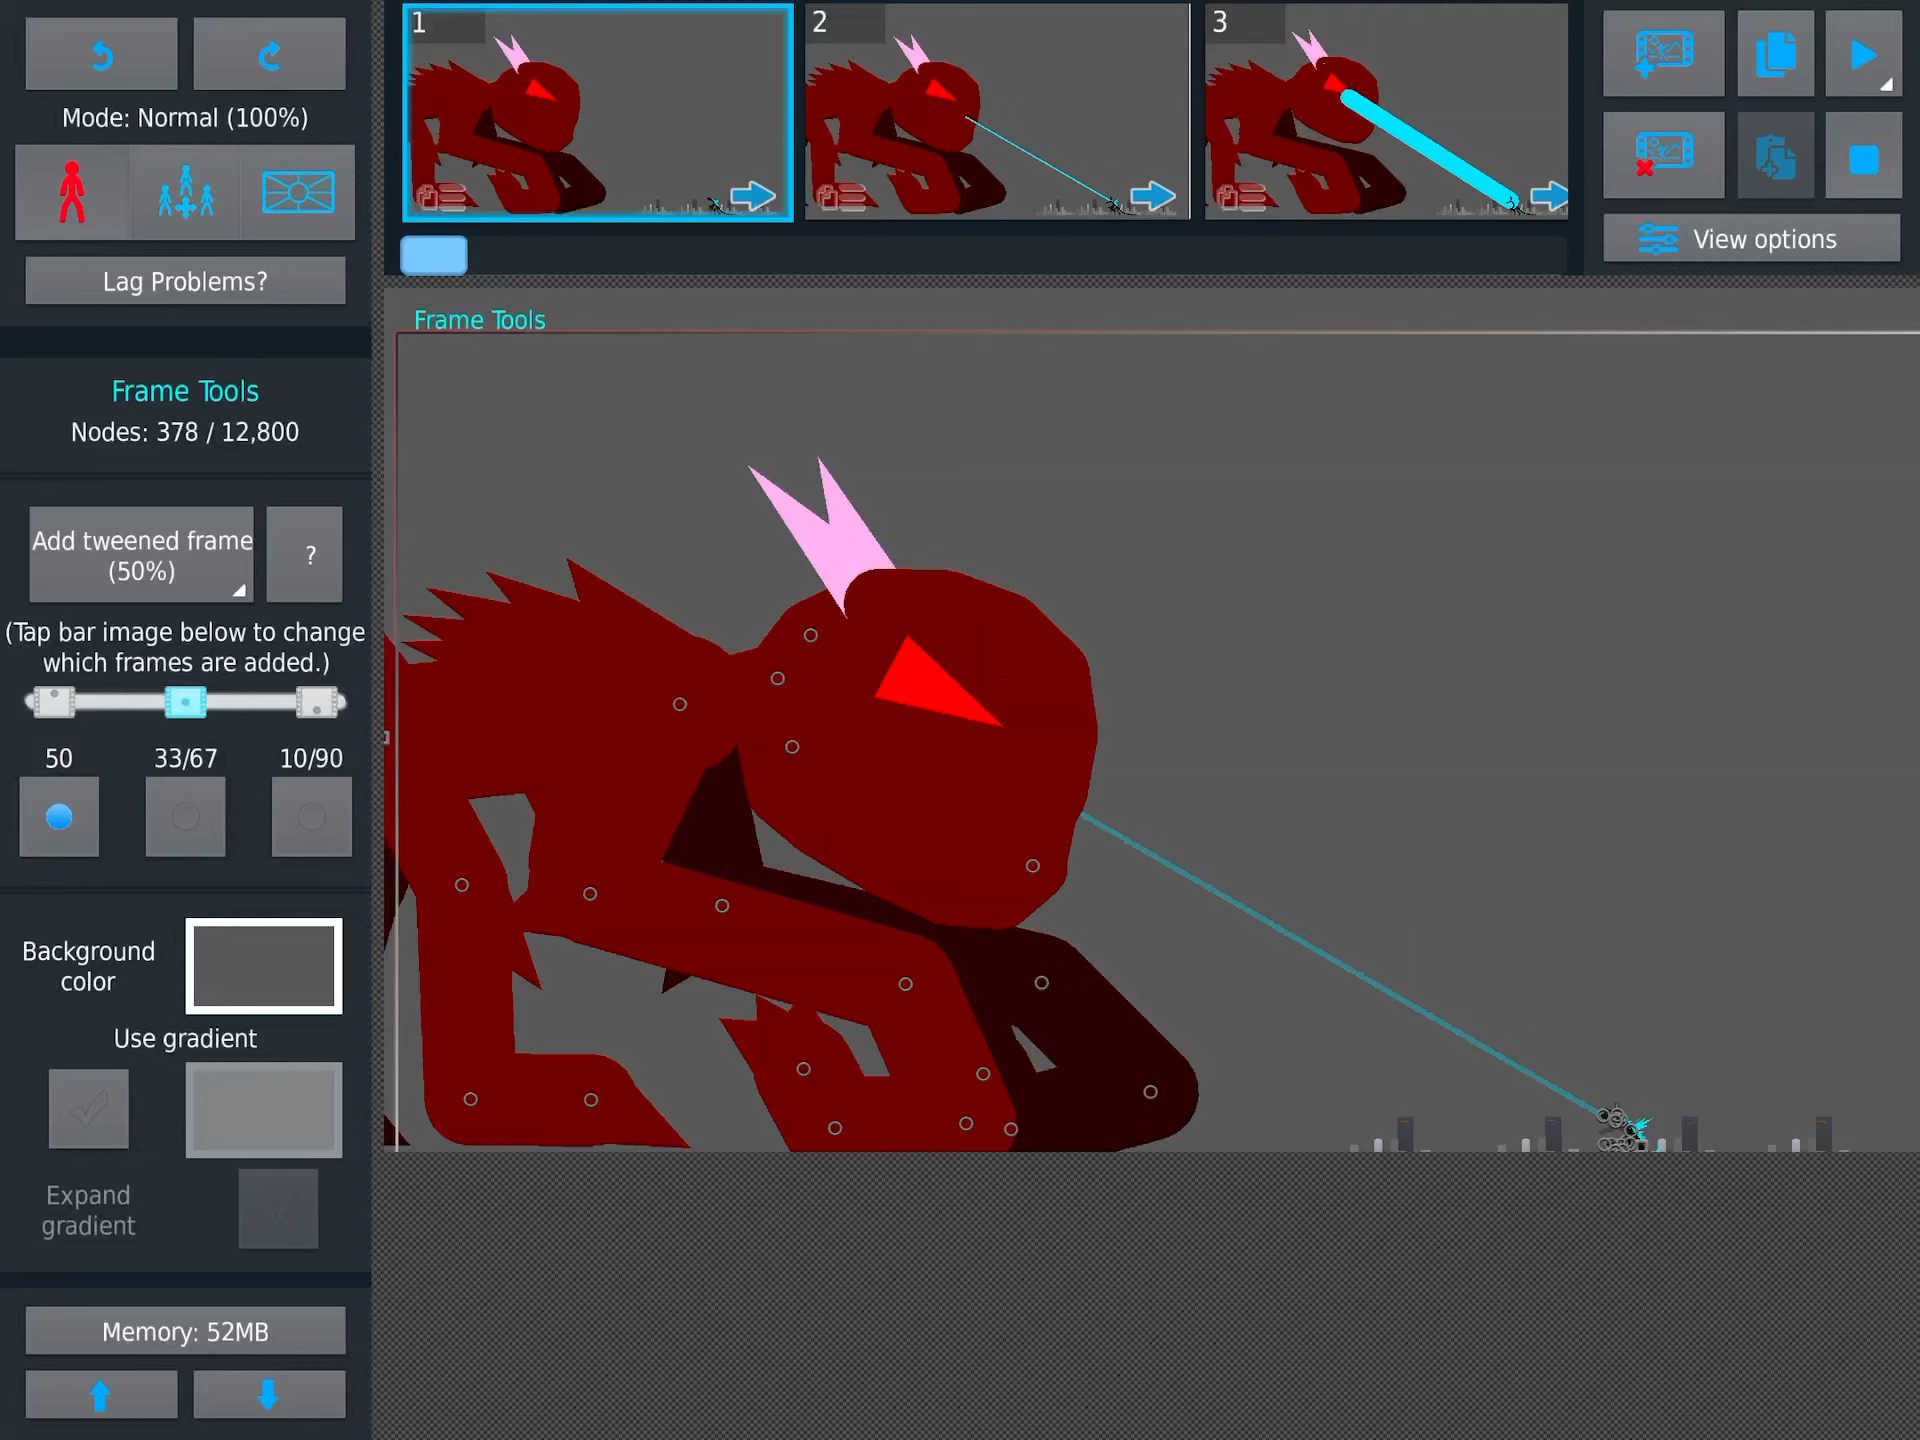 1
2
3
Mode: Normal (100%)
View options
Lag Problems?
Frame Tools
Frame Tools
Nodes: 378 / 12,800
Add tweened frame
(50%)
?
(Tap bar image below to change
which frames are added.)
50
33/67
10/90
Background
color
Use gradient
Expand
gradient
Memory: 52MB